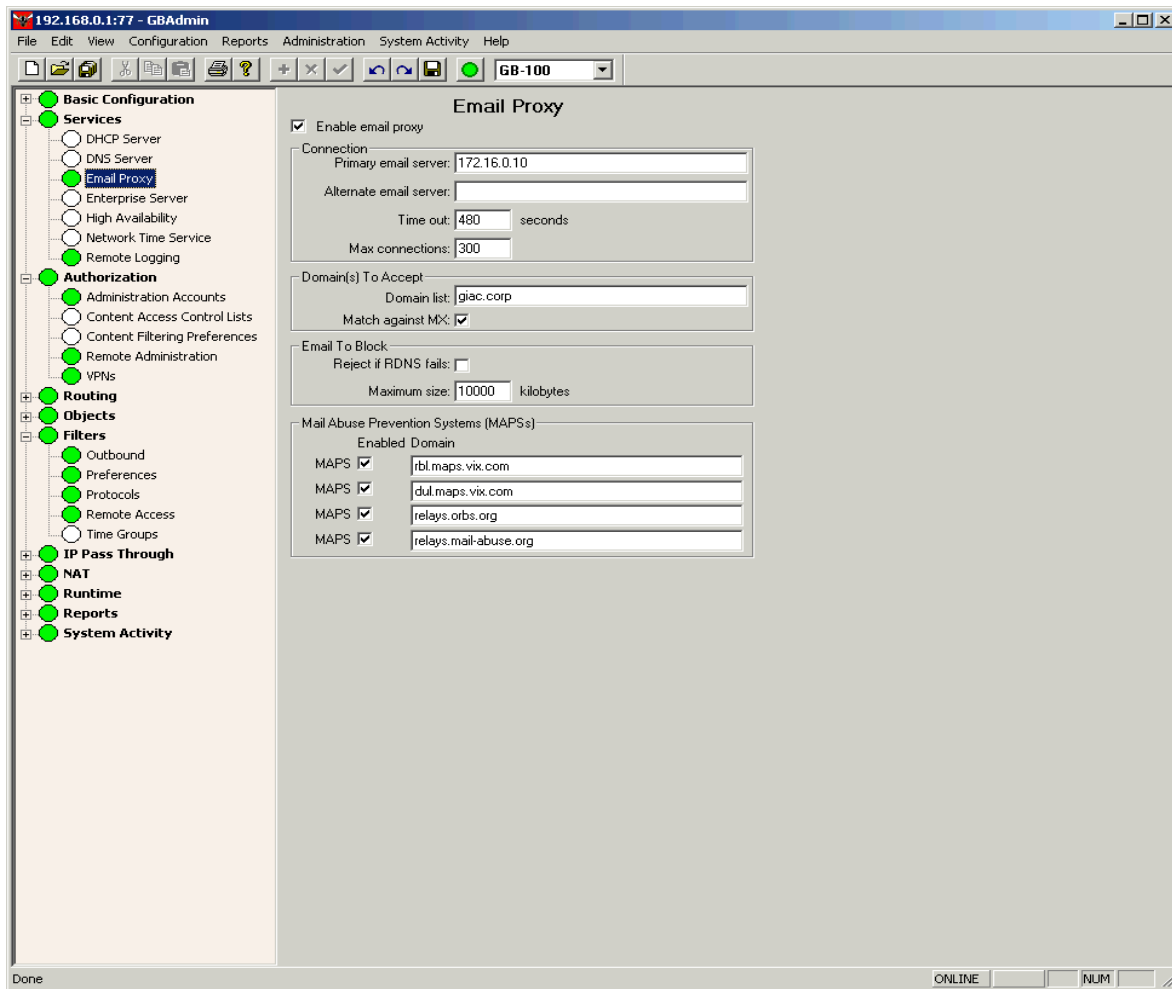 192.168.0.1:77 - GBAdmin
File Edit View Configuration Reports Administration System Activity Help
GB-100
Basic Configuration
Services
DHCP Server
DNS Server
Email Proxy
Enterprise Server
High Availability
Network Time Service
Remote Logging
Authorization
Administration Accounts
Content Access Control Lists
Content Filtering Preferences
Remote Administration
VPNs
Routing
Objects
Filters
Outbound
Preferences
Protocols
Remote Access
Time Groups
IP Pass Through
NAT
Runtime
Reports
System Activity
Email Proxy
Enable email proxy
Connection
Primary email server: 172.16.0.10
Alternate email server:
Time out: 480 seconds
Max connections: 300
Domain(s) To Accept
Domain list: giac.corp
Match against MX:
Email To Block
Reject if RDNS fails:
Maximum size: 10000 kilobytes
Mail Abuse Prevention Systems (MAPSs)
Enabled Domain
MAPS rbl.maps.vix.com
MAPS dul.maps.vix.com
MAPS relays.orbs.org
MAPS relays.mail-abuse.org
Done ONLINE NUM